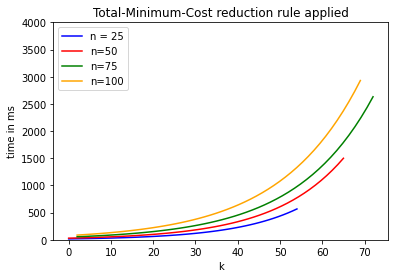 Total-Minimum-Cost reduction rule applied
n = 25
n=50
n=75
n=100
time in ms
4000
3500
3000
2500
2000
1500
1000
500
0
0 10 20 30 40 50 60 70
k